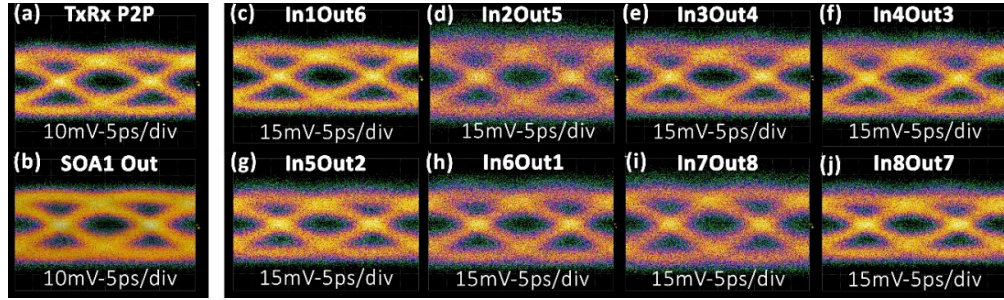 (a) TxRx P2P
10mV-5ps/div
(b) SOA1 Out
10mV-5ps/div
(c) In1Out6
15mV-5ps/div
(d) In2Out5
15mV-5ps/div
(e) In3Out4
15mV-5ps/div
(f) In4Out3
15mV-5ps/div
(g) In5Out2
15mV-5ps/div
(h) In6Out1
15mV-5ps/div
(i) In7Out8
15mV-5ps/div
(j) In8Out7
15mV-5ps/div